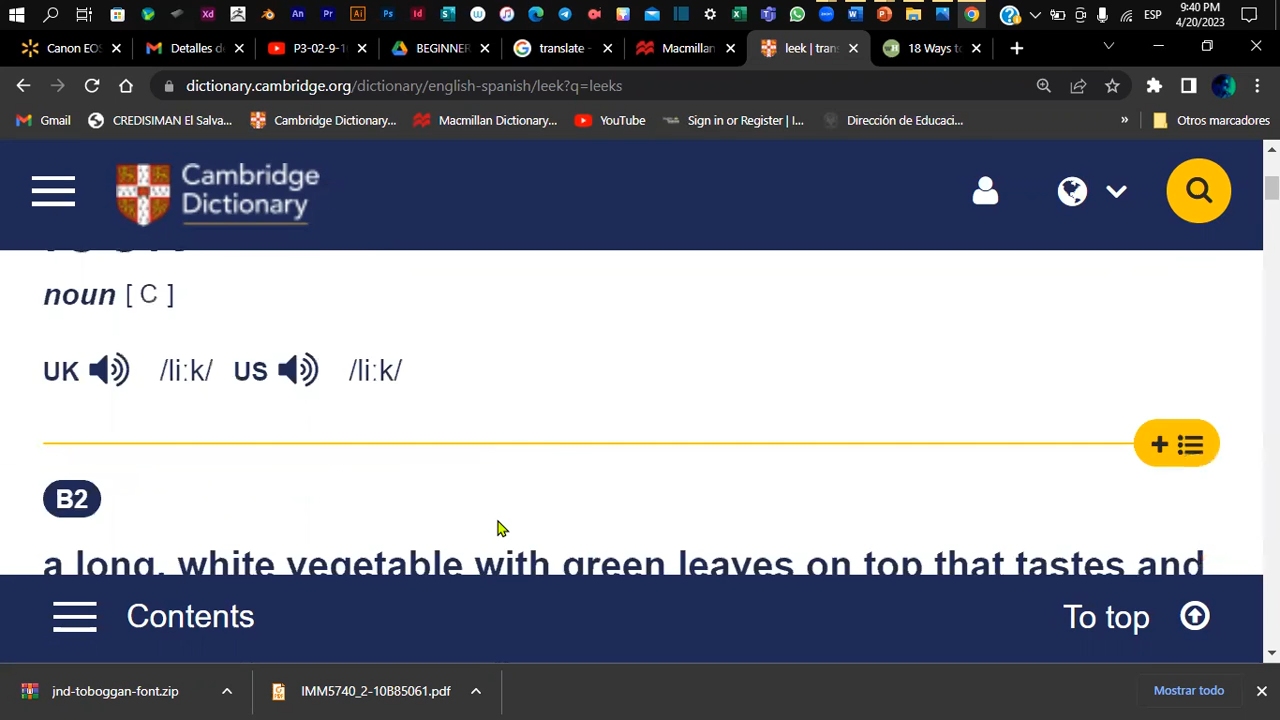 9:40 PM
ESP
4/20/2023
Canon EOS
Detalles de
P3-02-9-1
BEGINNER
translate -
Macmillan
leek | trans
18 Ways to
dictionary.cambridge.org/dictionary/english-spanish/leek?q=leeks
Gmail
CREDISIMAN El Salva...
Cambridge Dictionary...
Macmillan Dictionary...
YouTube
Sign in or Register | I...
Dirección de Educaci...
»
Otros marcadores
Cambridge
Dictionary
noun [ C ]
UK /liːk/ US /liːk/
B2
a long, white vegetable with green leaves on top that tastes and
Contents
To top
jnd-toboggan-font.zip
IMM5740_2-10B85061.pdf
Mostrar todo